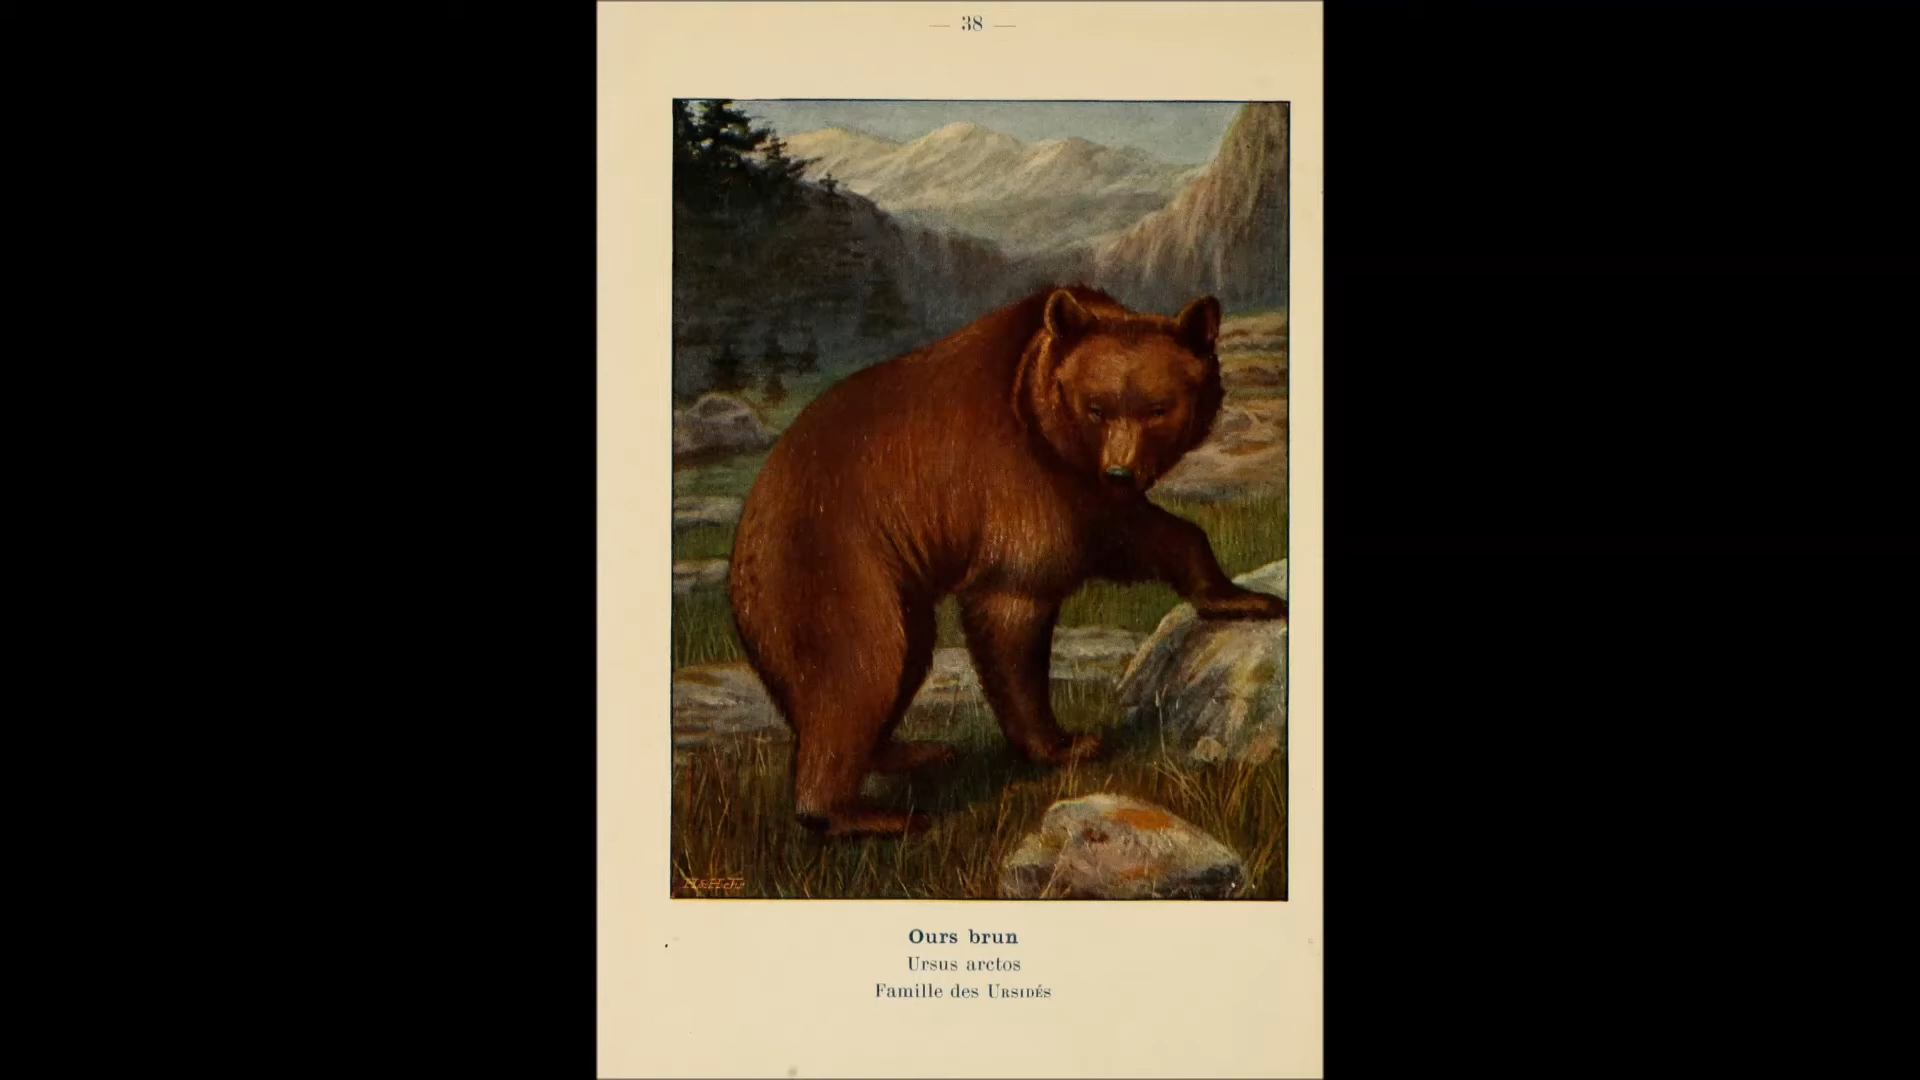 — 38 —
Ours brun
Ursus arctos
Famille des URSIDÉS